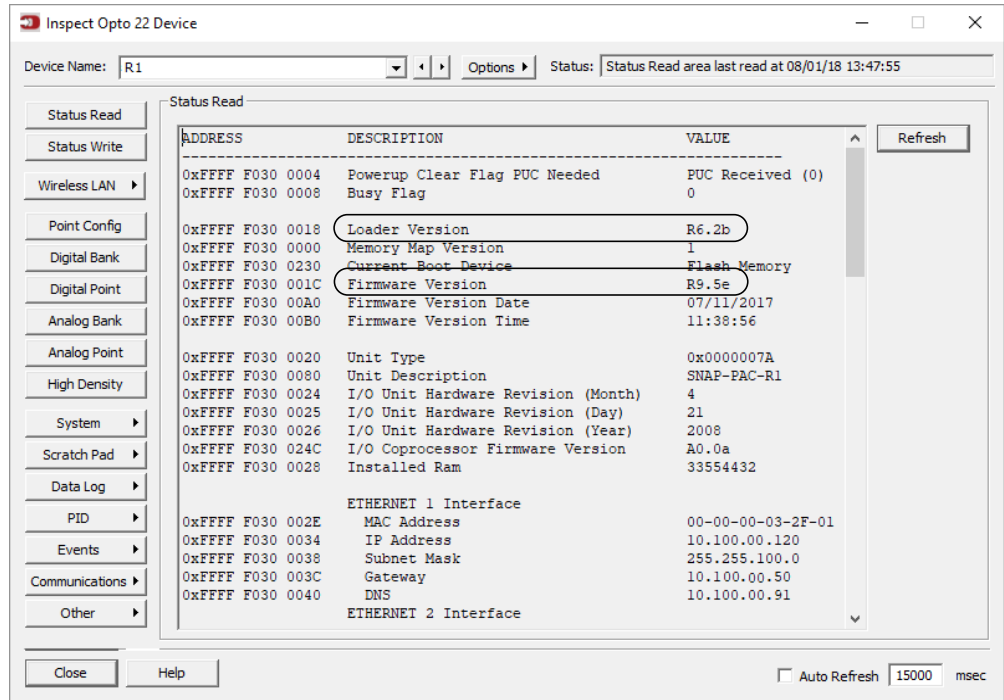 Inspect Opto 22 Device
Device Name: R1 Options Status: Status Read area last read at 08/01/18 13:47:55
Status Read
Status Write
Wireless LAN
Point Config
Digital Bank
Digital Point
Analog Bank
Analog Point
High Density
System
Scratch Pad
Data Log
PID
Events
Communications
Other
Status Read
ADDRESS DESCRIPTION VALUE
--------------------------------------------------------------------------
0xFFFF F030 0004 Powerup Clear Flag PUC Needed PUC Received (0)
0xFFFF F030 0008 Busy Flag 0
0xFFFF F030 0018 Loader Version R6.2b
0xFFFF F030 0000 Memory Map Version 1
0xFFFF F030 0230 Current Boot Device Flash Memory
0xFFFF F030 001C Firmware Version R9.5e
0xFFFF F030 00A0 Firmware Version Date 07/11/2017
0xFFFF F030 00B0 Firmware Version Time 11:38:56
0xFFFF F030 0020 Unit Type 0x0000007A
0xFFFF F030 0080 Unit Description SNAP-PAC-R1
0xFFFF F030 0024 I/O Unit Hardware Revision (Month) 4
0xFFFF F030 0025 I/O Unit Hardware Revision (Day) 21
0xFFFF F030 0026 I/O Unit Hardware Revision (Year) 2008
0xFFFF F030 024C I/O Coprocessor Firmware Version A0.0a
0xFFFF F030 0028 Installed Ram 33554432
ETHERNET 1 Interface
0xFFFF F030 002E MAC Address 00-00-00-03-2F-01
0xFFFF F030 0034 IP Address 10.100.00.120
0xFFFF F030 0038 Subnet Mask 255.255.100.0
0xFFFF F030 003C Gateway 10.100.00.50
0xFFFF F030 0040 DNS 10.100.00.91
ETHERNET 2 Interface
Refresh
Close Help Auto Refresh 15000 msec